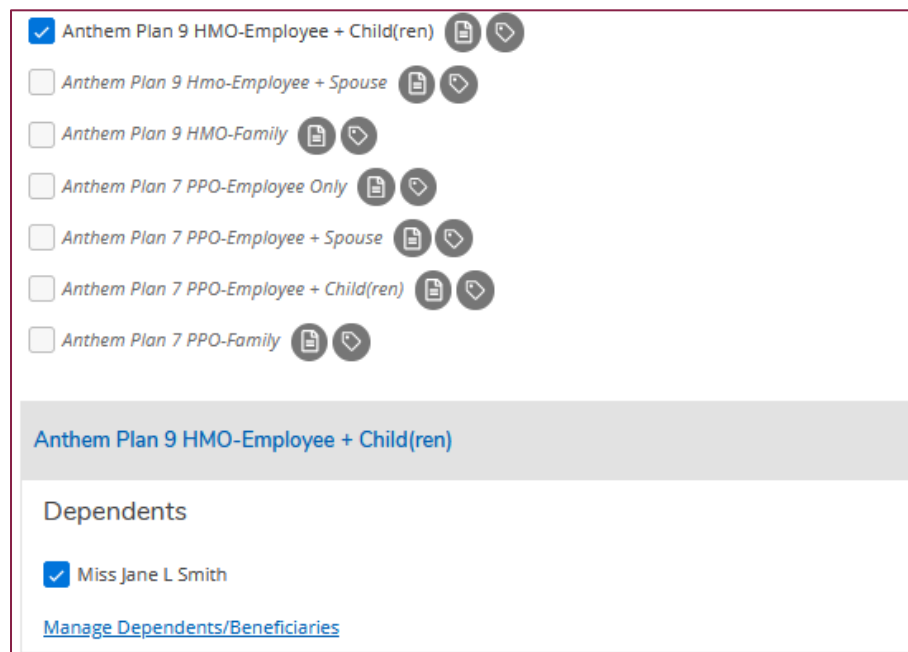 Anthem Plan 9 HMO-Employee + Child(ren)
Anthem Plan 9 Hmo-Employee + Spouse
Anthem Plan 9 HMO-Family
Anthem Plan 7 PPO-Employee Only
Anthem Plan 7 PPO-Employee + Spouse
Anthem Plan 7 PPO-Employee + Child(ren)
Anthem Plan 7 PPO-Family
Anthem Plan 9 HMO-Employee + Child(ren)
Dependents
Miss Jane L Smith
Manage Dependents/Beneficiaries